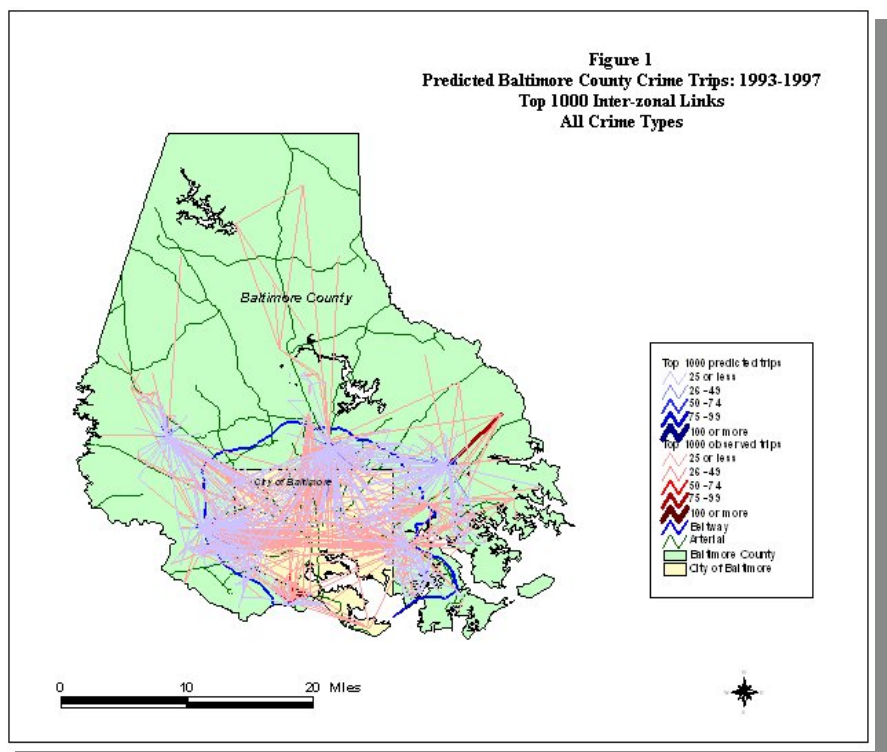 Figure 1
Predicted Baltimore County Crime Trips: 1993-1997
Top 1000 Inter-zonal Links
All Crime Types
Baltimore County
City of Baltimore
Top 1000 predicted trips
25 or less
26 - 49
50 - 74
75 - 99
100 or more
Top 1000 observed trips
25 or less
26 - 49
50 - 74
75 - 99
100 or more
Beltway
Arterial
Baltimore County
City of Baltimore
0 10 20 Miles